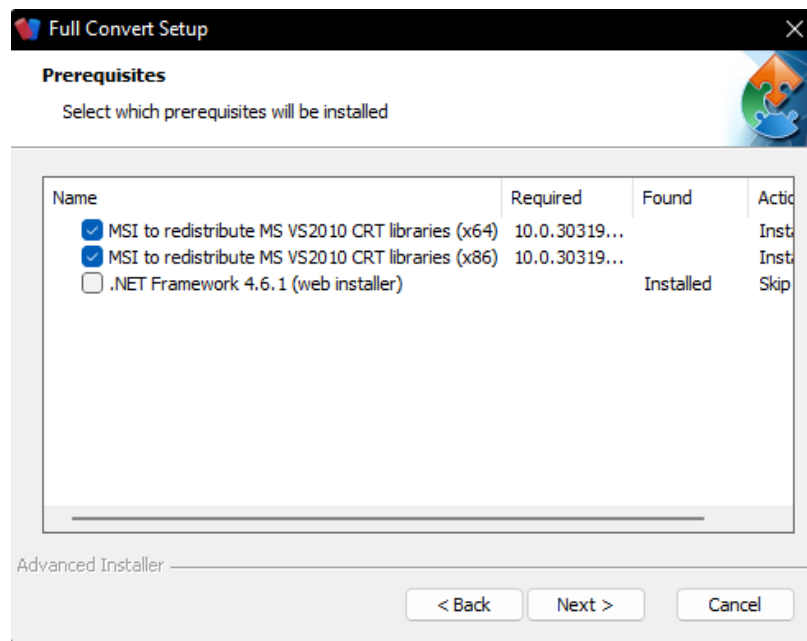 Full Convert Setup
Prerequisites
Select which prerequisites will be installed
Name Required Found Actio
MSI to redistribute MS VS2010 CRT libraries (x64) 10.0.30319... Insta
MSI to redistribute MS VS2010 CRT libraries (x86) 10.0.30319... Insta
.NET Framework 4.6.1 (web installer) Installed Skip
Advanced Installer
< Back Next > Cancel